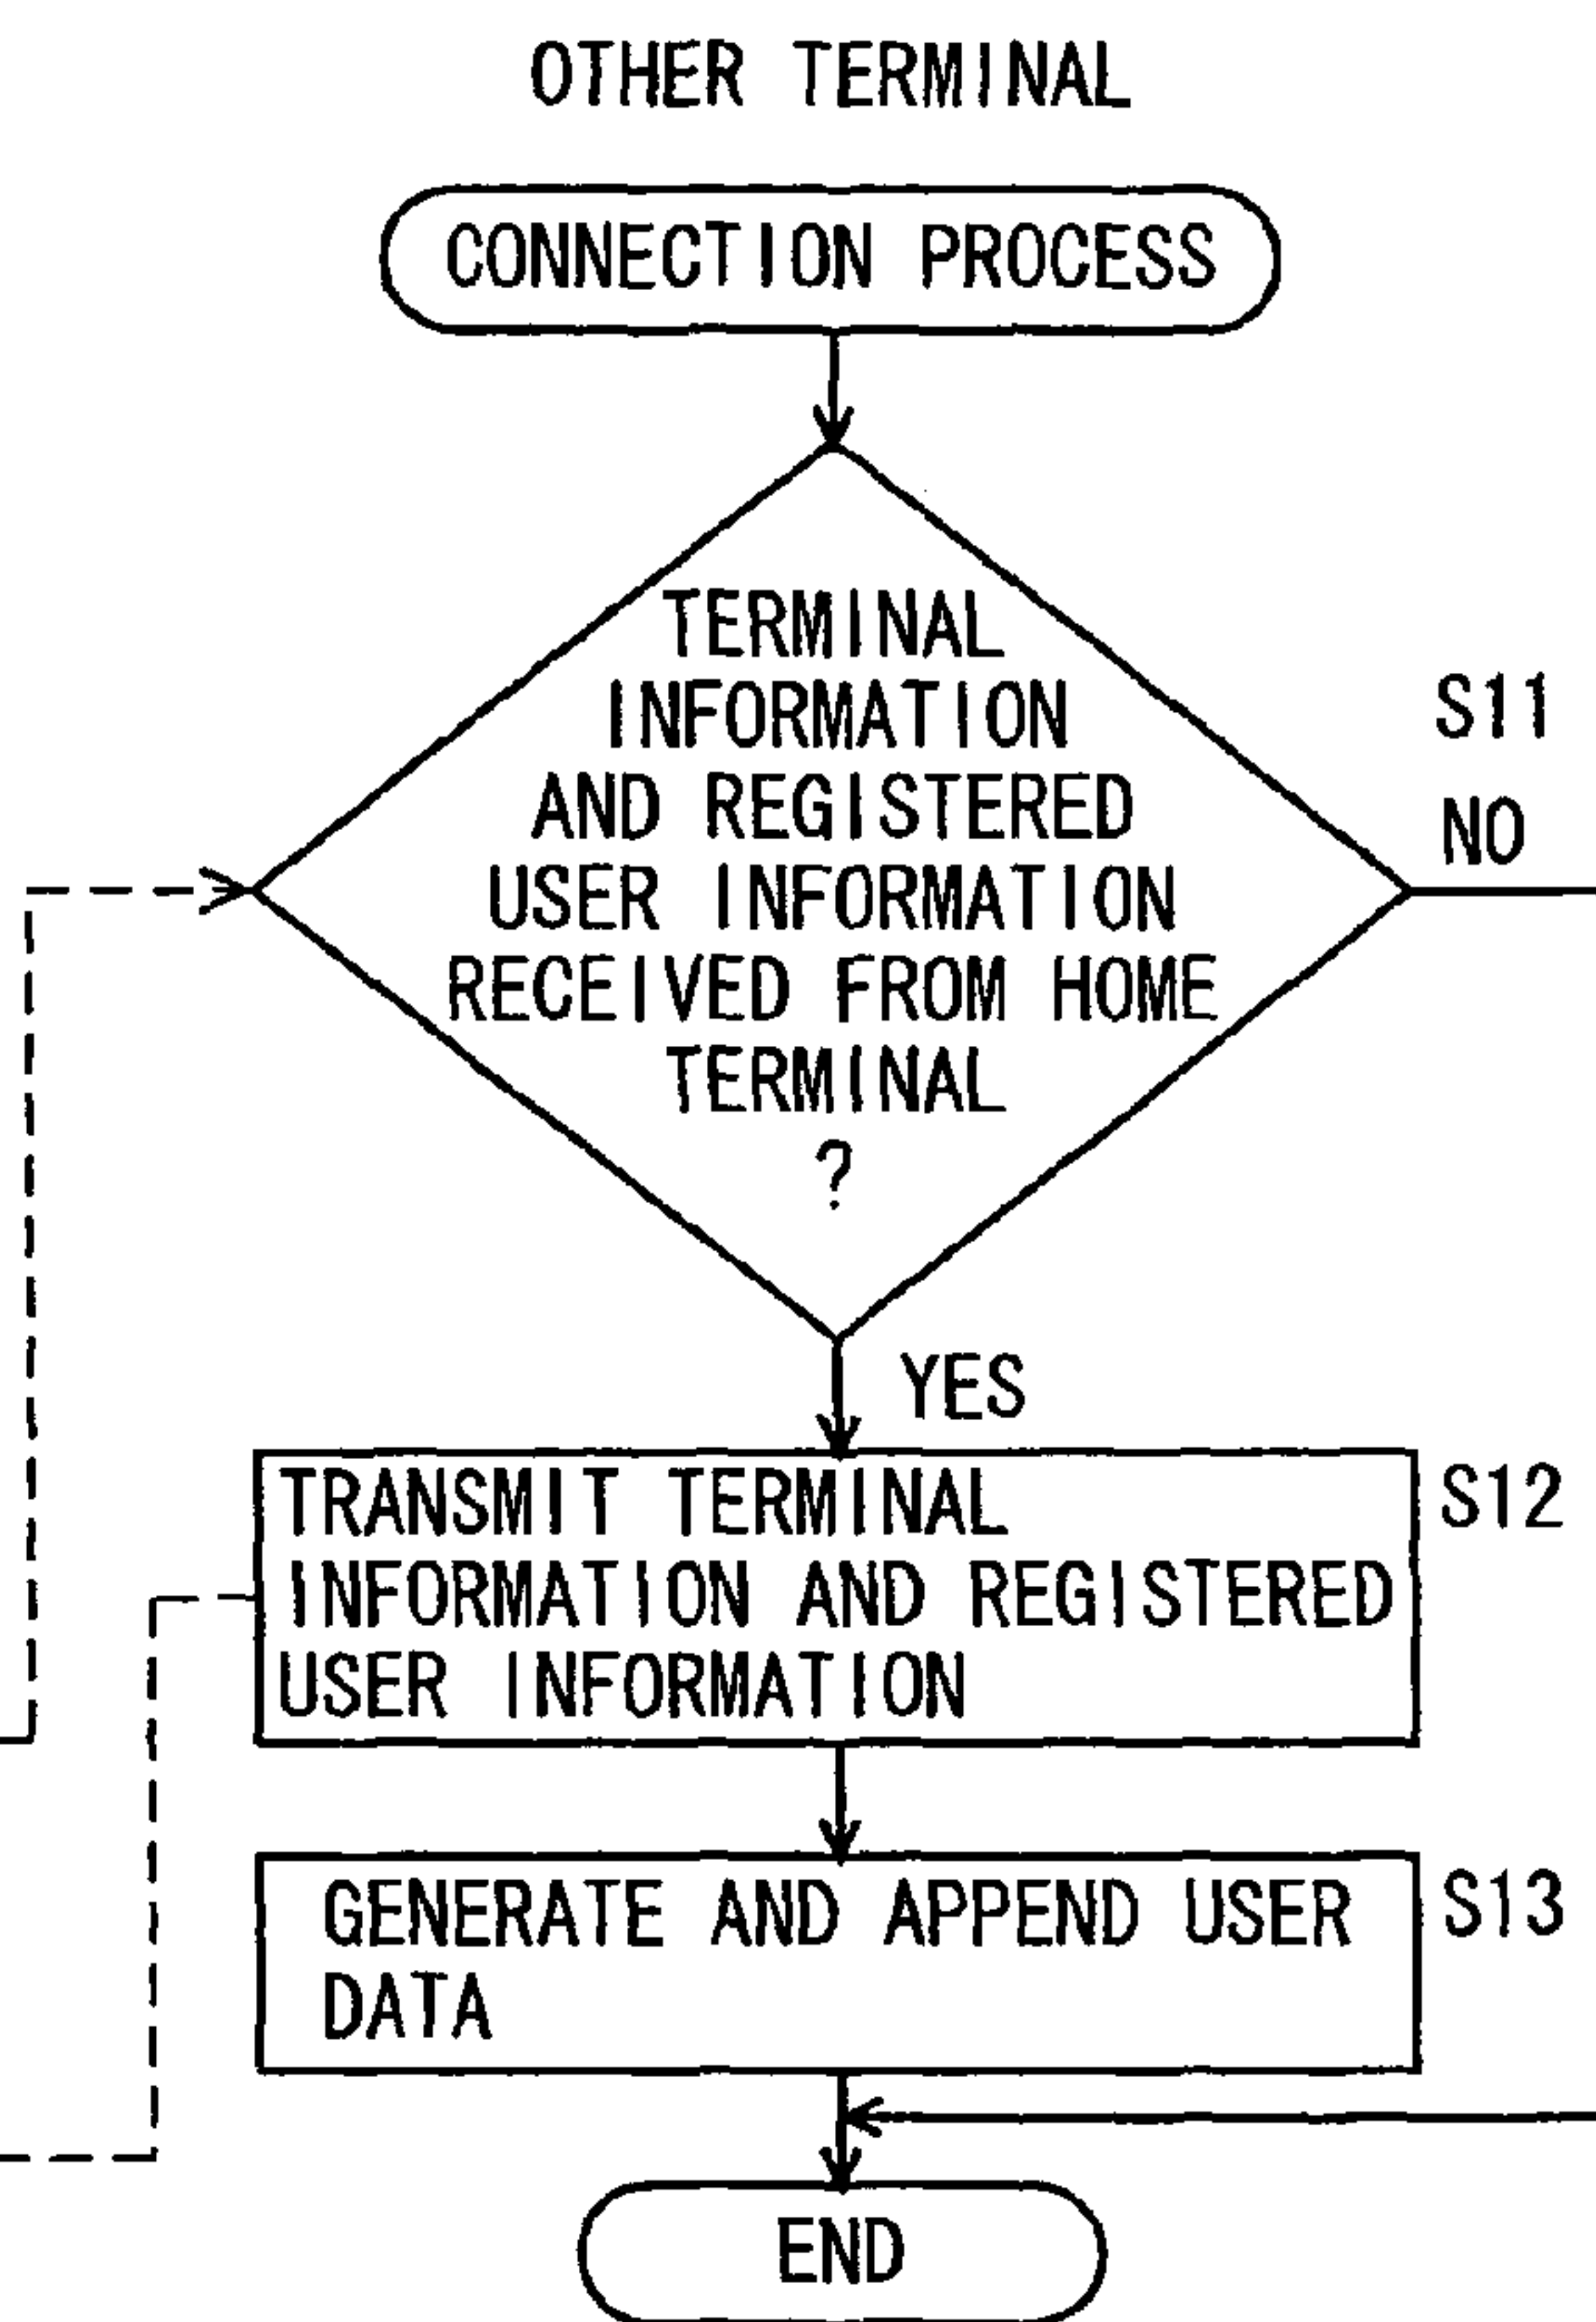 OTHER TERMINAL
CONNECTION PROCESS
TERMINAL
INFORMATION
S11
AND REGISTERED
NO
USER INFORMATION
RECEIVED FROM HOME
TERMINAL
?
YES
TRANSMIT TERMINAL
S12
INFORMATION AND REGISTERED
USER INFORMATION
GENERATE AND APPEND USER
S13
DATA
END